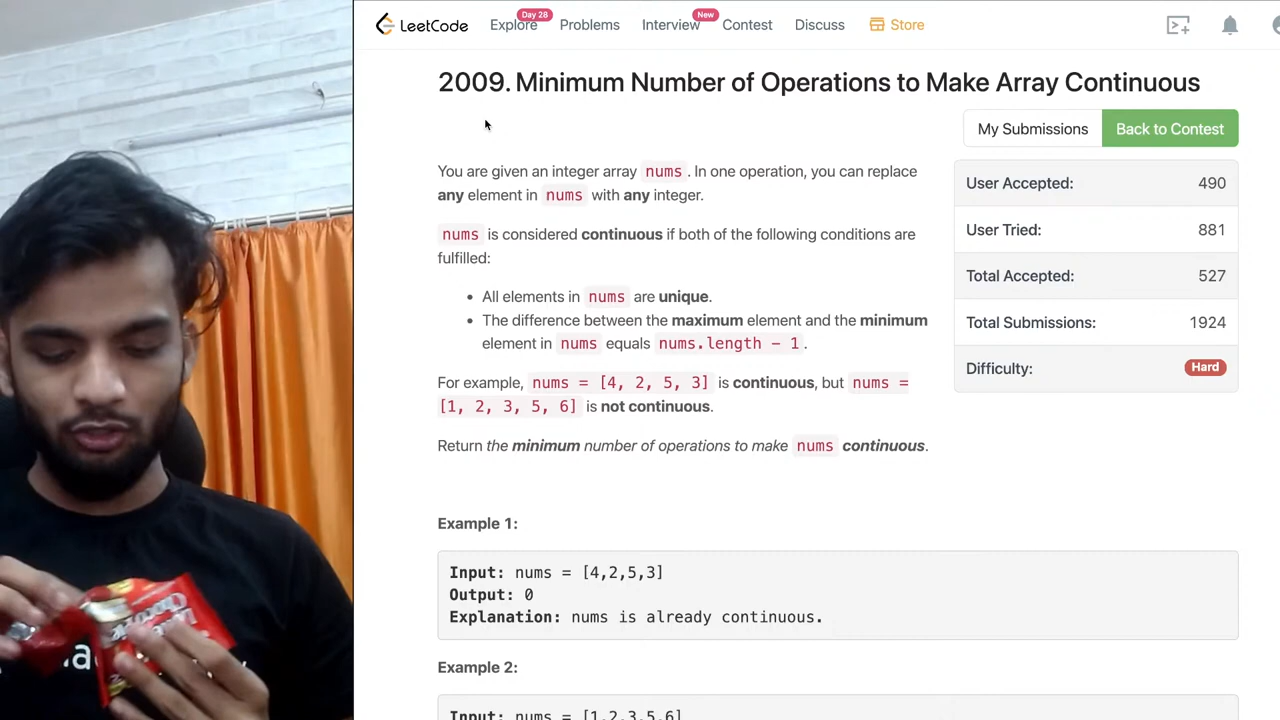 LeetCode
Explore
Day 28
Problems
Interview
New
Contest
Discuss
Store
2009. Minimum Number of Operations to Make Array Continuous
My Submissions
Back to Contest
You are given an integer array nums . In one operation, you can replace
any element in nums with any integer.
nums is considered continuous if both of the following conditions are
fulfilled:
• All elements in nums are unique.
• The difference between the maximum element and the minimum
element in nums equals nums.length - 1 .
For example, nums = [4, 2, 5, 3] is continuous, but nums =
[1, 2, 3, 5, 6] is not continuous.
Return the minimum number of operations to make nums continuous.
User Accepted: 490
User Tried: 881
Total Accepted: 527
Total Submissions: 1924
Difficulty: Hard
Example 1:
Input: nums = [4,2,5,3]
Output: 0
Explanation: nums is already continuous.
Example 2:
Input: nums = [1,2,3,5,6]